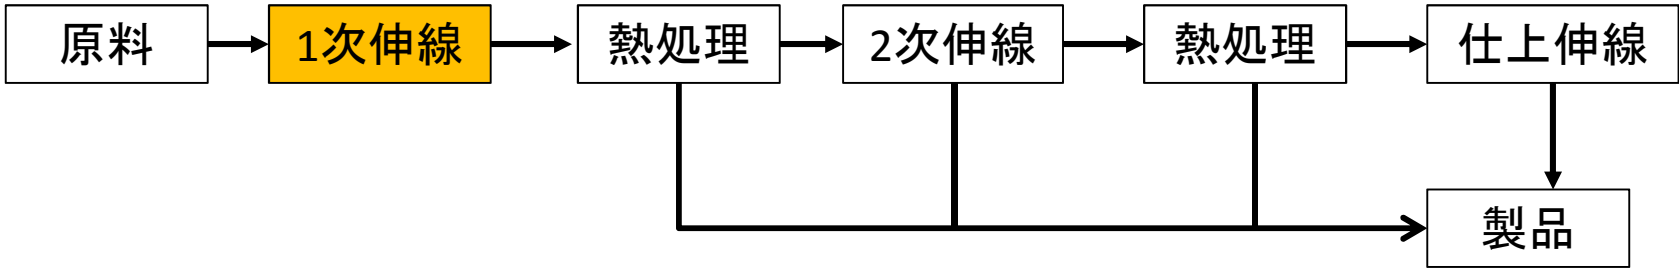 原料
1次伸線
熱処理
2次伸線
熱処理
仕上伸線
製品